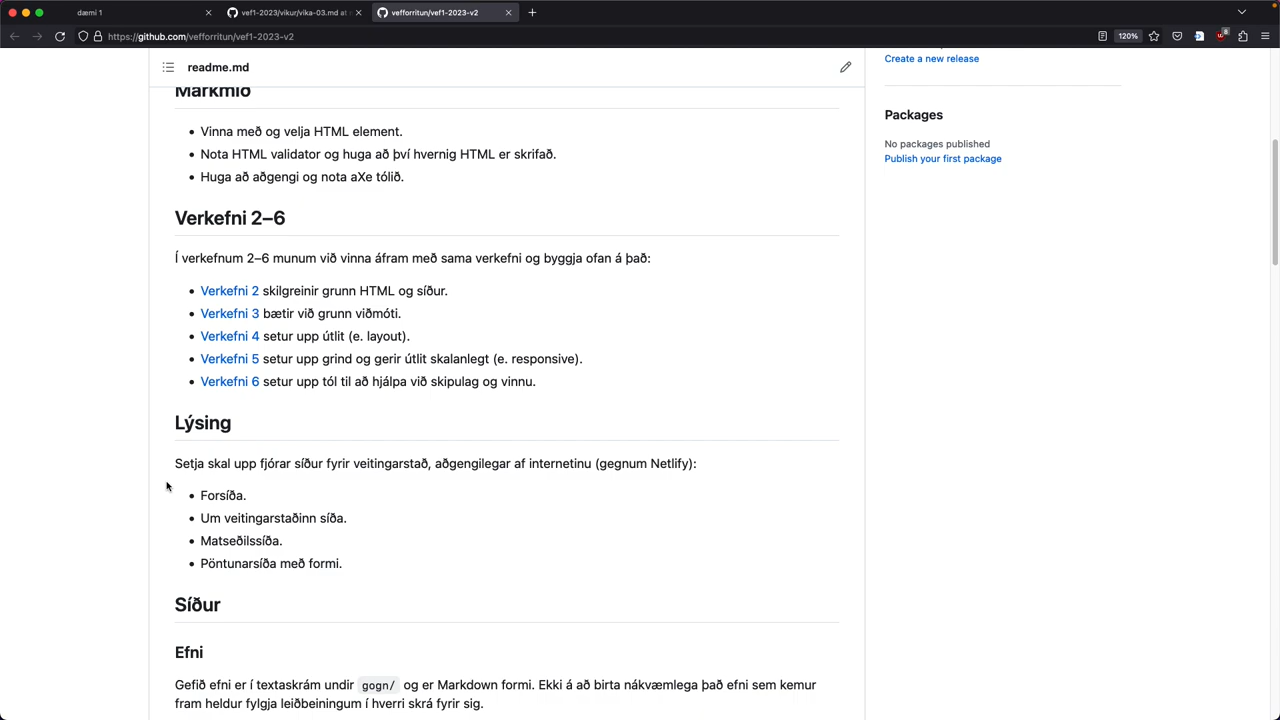 dæmi 1
vef1-2023/vikur/vika-03.md at
vefforritun/vef1-2023-v2
https://github.com/vefforritun/vef1-2023-v2
120%
readme.md
Markmið
Vinna með og velja HTML element.
Nota HTML validator og huga að því hvernig HTML er skrifað.
Huga að aðgengi og nota aXe tólið.
Verkefni 2–6
Í verkefnum 2–6 munum við vinna áfram með sama verkefni og byggja ofan á það:
Verkefni 2 skilgreinir grunn HTML og síður.
Verkefni 3 bætir við grunn viðmóti.
Verkefni 4 setur upp útlit (e. layout).
Verkefni 5 setur upp grind og gerir útlit skalanlegt (e. responsive).
Verkefni 6 setur upp tól til að hjálpa við skipulag og vinnu.
Lýsing
Setja skal upp fjórar síður fyrir veitingarstað, aðgengilegar af internetinu (gegnum Netlify):
Forsíða.
Um veitingarstaðinn síða.
Matseðilssíða.
Pöntunarsíða með formi.
Síður
Efni
Gefið efni er í textaskrám undir gogn/ og er Markdown formi. Ekki á að birta nákvæmlega það efni sem kemur
fram heldur fylgja leiðbeiningum í hverri skrá fyrir sig.
Create a new release
Packages
No packages published
Publish your first package